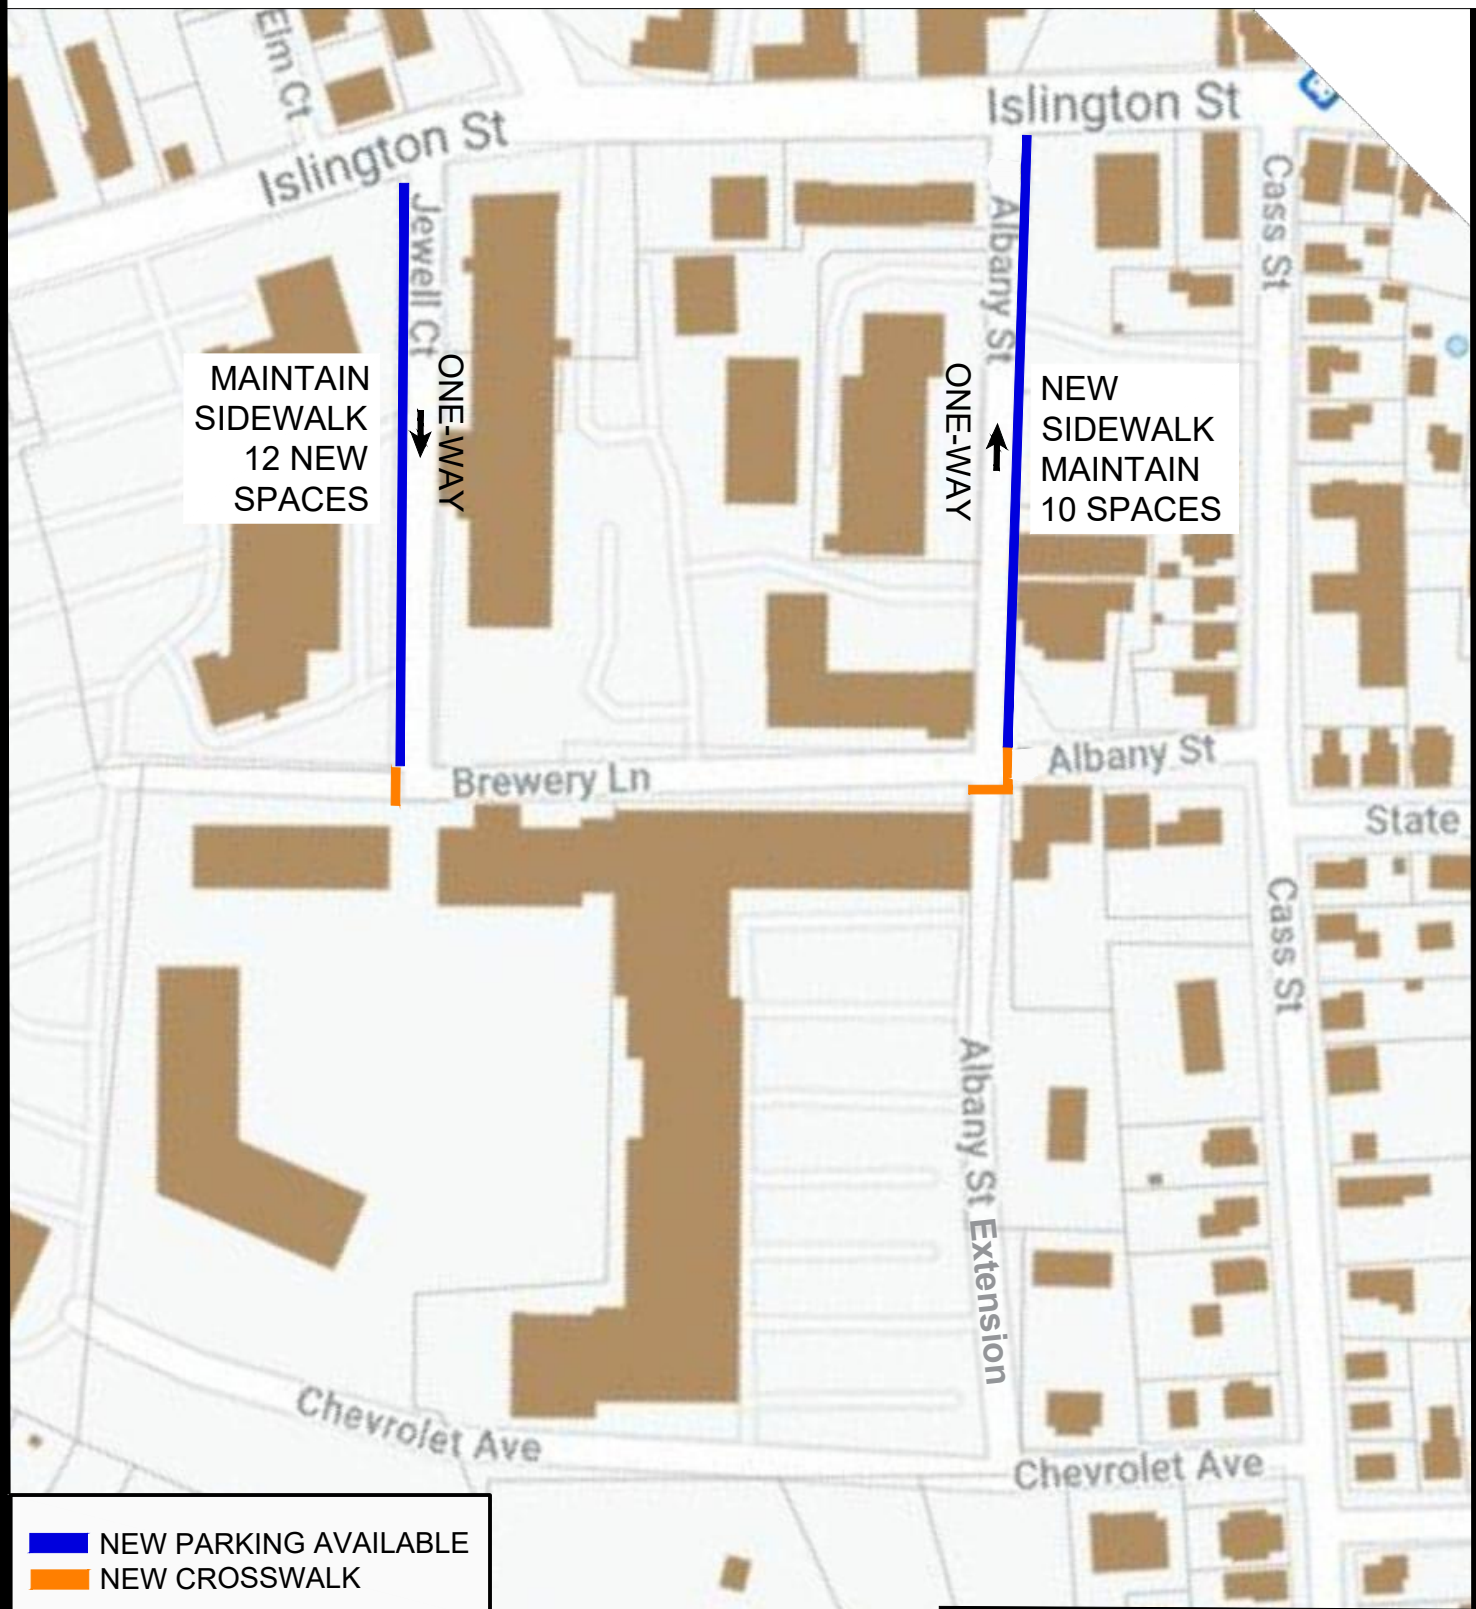 Elm Ct
Islington St
Islington St
Jewell Ct
Albany St
Cass St
MAINTAIN
SIDEWALK
12 NEW
SPACES
ONE-WAY
ONE-WAY
NEW
SIDEWALK
MAINTAIN
10 SPACES
Brewery Ln
Albany St
State
Cass St
Albany St Extension
Chevrolet Ave
Chevrolet Ave
NEW PARKING AVAILABLE
NEW CROSSWALK